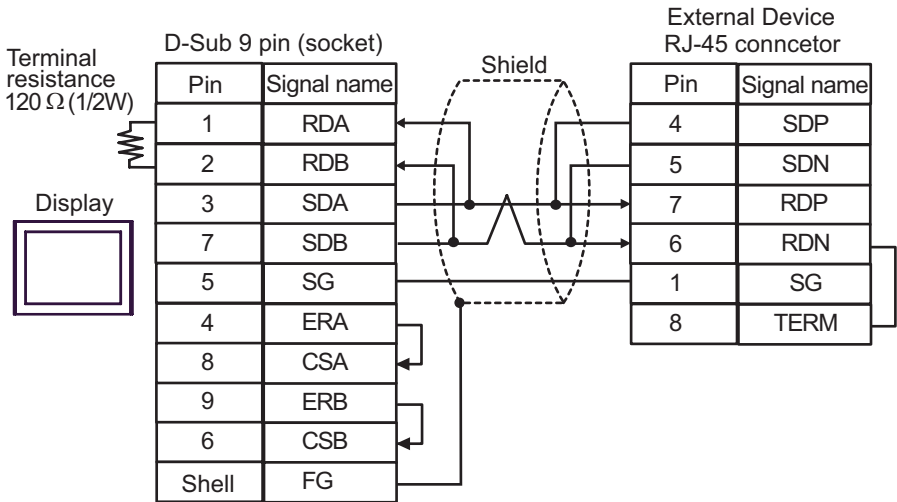 External Device
RJ-45 conncetor
D-Sub 9 pin (socket)
Terminal
resistance
120 Ω (1/2W)
Shield
Display
Pin Signal name
1 RDA
2 RDB
3 SDA
7 SDB
5 SG
4 ERA
8 CSA
9 ERB
6 CSB
Shell FG
Pin Signal name
4 SDP
5 SDN
7 RDP
6 RDN
1 SG
8 TERM